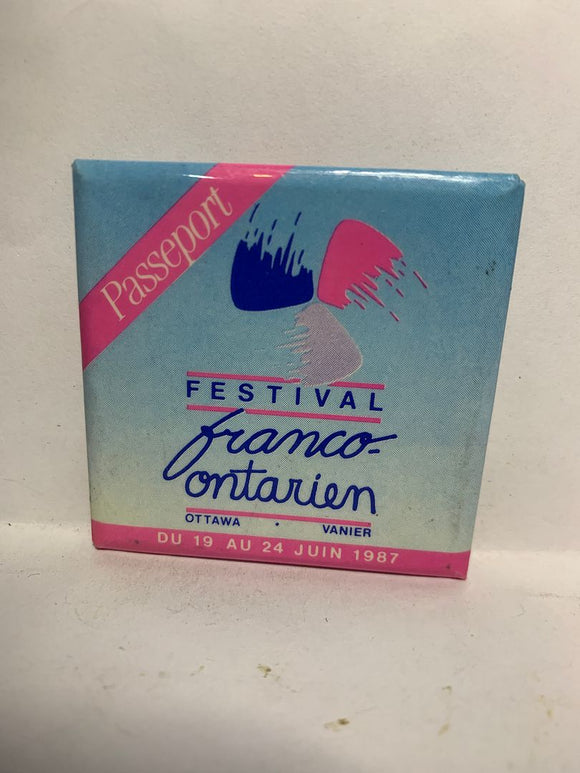 Passeport
FESTIVAL
franco-
ontarien
OTTAWA • VANIER
DU 19 AU 24 JUIN 1987